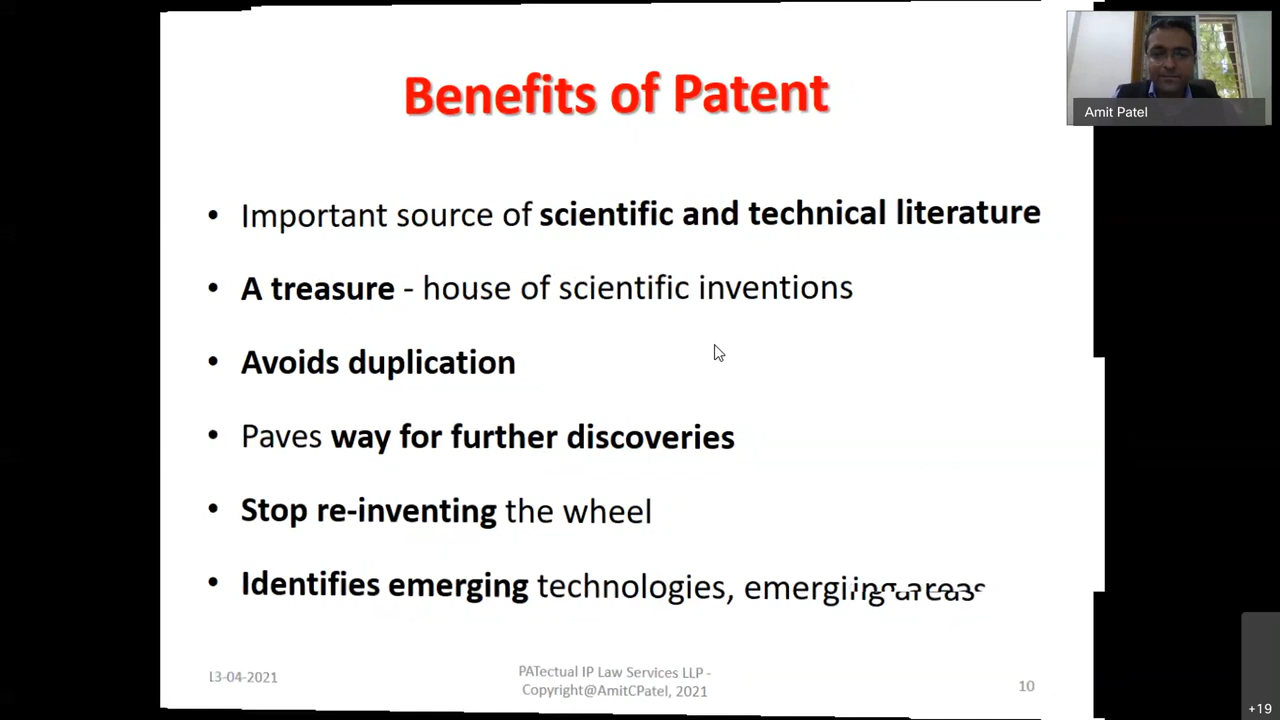 Benefits of Patent
Amit Patel
• Important source of scientific and technical literature
• A treasure - house of scientific inventions
• Avoids duplication
• Paves way for further discoveries
• Stop re-inventing the wheel
• Identifies emerging technologies, emerging areas
13-04-2021
PATectual IP Law Services LLP -
Copyright@AmitCPatel, 2021
10
+19